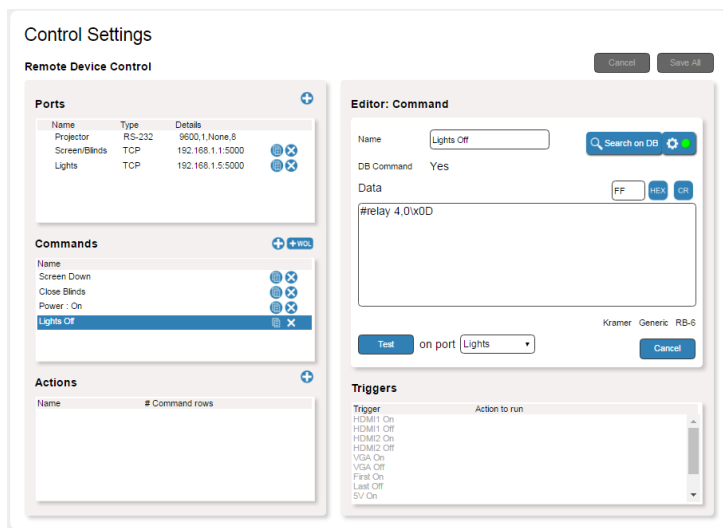 Control Settings
Remote Device Control
Cancel Save All
Ports
Name Type Details
Projector RS-232 9600,1,None,8
Screen/Blinds TCP 192.168.1.1:5000
Lights TCP 192.168.1.5:5000
Commands
+WOL
Name
Screen Down
Close Blinds
Power : On
Lights Off
Actions
Name # Command rows
Editor: Command
Name Lights Off Search on DB
DB Command Yes
Data FF HEX CR
#relay 4,0\x0D
Kramer Generic RB-6
Test on port Lights Cancel
Triggers
Trigger Action to run
HDMI1 On
HDMI1 Off
HDMI2 On
HDMI2 Off
VGA On
VGA Off
First On
Last Off
5V On